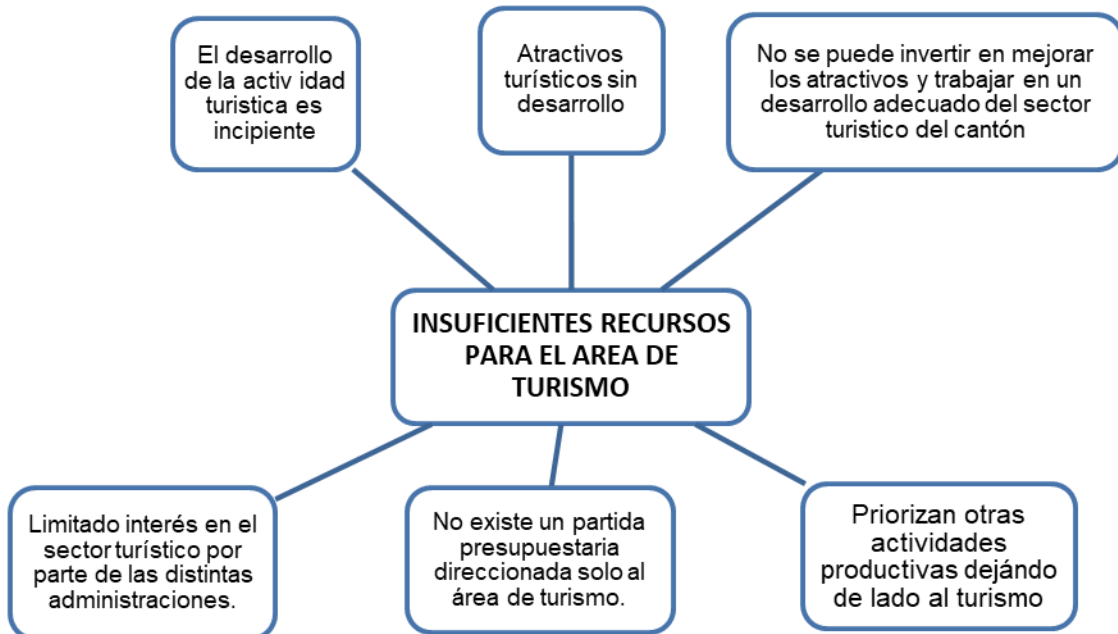 El desarrollo
de la activ idad
turistica es
incipiente
Atractivos
turísticos sin
desarrollo
No se puede invertir en mejorar
los atractivos y trabajar en un
desarrollo adecuado del sector
turistico del cantón
INSUFICIENTES RECURSOS
PARA EL AREA DE
TURISMO
Limitado interés en el
sector turístico por
parte de las distintas
administraciones.
No existe un partida
presupuestaria
direccionada solo al
área de turismo.
Priorizan otras
actividades
productivas dejándo
de lado al turismo